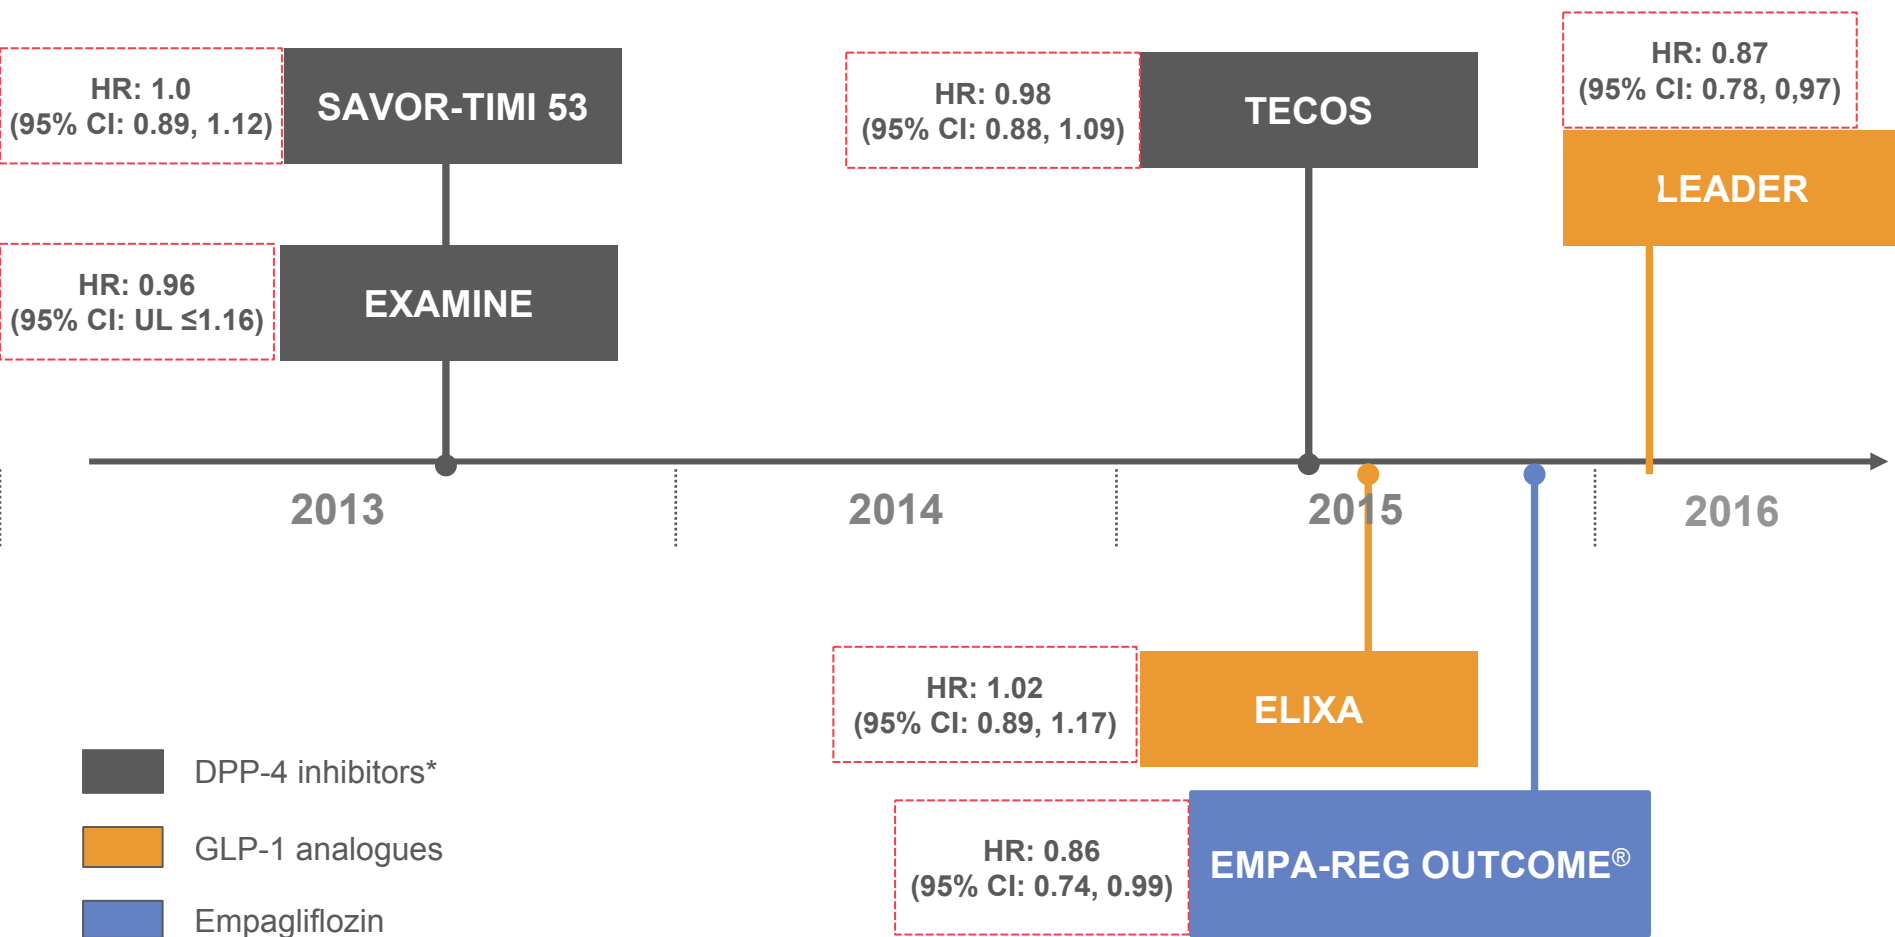 HR: 1.0
(95% CI: 0.89, 1.12)
SAVOR-TIMI 53
HR: 0.98
(95% CI: 0.88, 1.09)
TECOS
HR: 0.87
(95% CI: 0.78, 0,97)
LEADER
HR: 0.96
(95% CI: UL ≤1.16)
EXAMINE
2013
2014
2015
2016
HR: 1.02
(95% CI: 0.89, 1.17)
ELIXA
HR: 0.86
(95% CI: 0.74, 0.99)
EMPA-REG OUTCOME®
DPP-4 inhibitors*
GLP-1 analogues
Empagliflozin